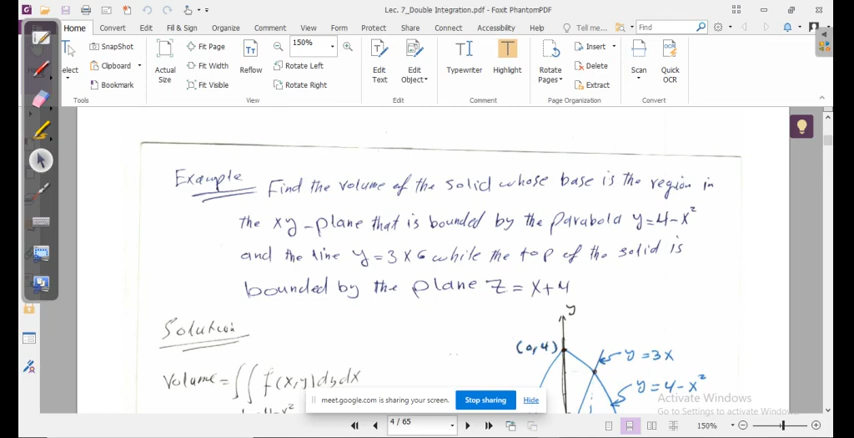 Lec. 7_Double Integration.pdf - Foxit PhantomPDF
Home Convert Edit Fill & Sign Organize Comment View Form Protect Share Connect Accessibility Help Tell me... Find
SnapShot
Clipboard
Bookmark
Actual Size
Fit Page
Fit Width
Fit Visible
Reflow
150%
Rotate Left
Rotate Right
Edit Text
Edit Object
Typewriter
Highlight
Rotate Pages
Insert
Delete
Extract
Scan
Quick OCR
Tools View Edit Comment Page Organization Convert
Example Find the volume of the solid whose base is the region in
the xy-plane that is bounded by the parabola y=4-x²
and the line y=3x while the top of the solid is
bounded by the plane Z=x+4
Solution
Volume=∫∫ f(x,y)dydx
4-x²
y
(0,4)
y=3x
y=4-x²
Activate Windows
Go to Settings to activate Windows.
meet.google.com is sharing your screen. Stop sharing Hide
4 / 65
150%